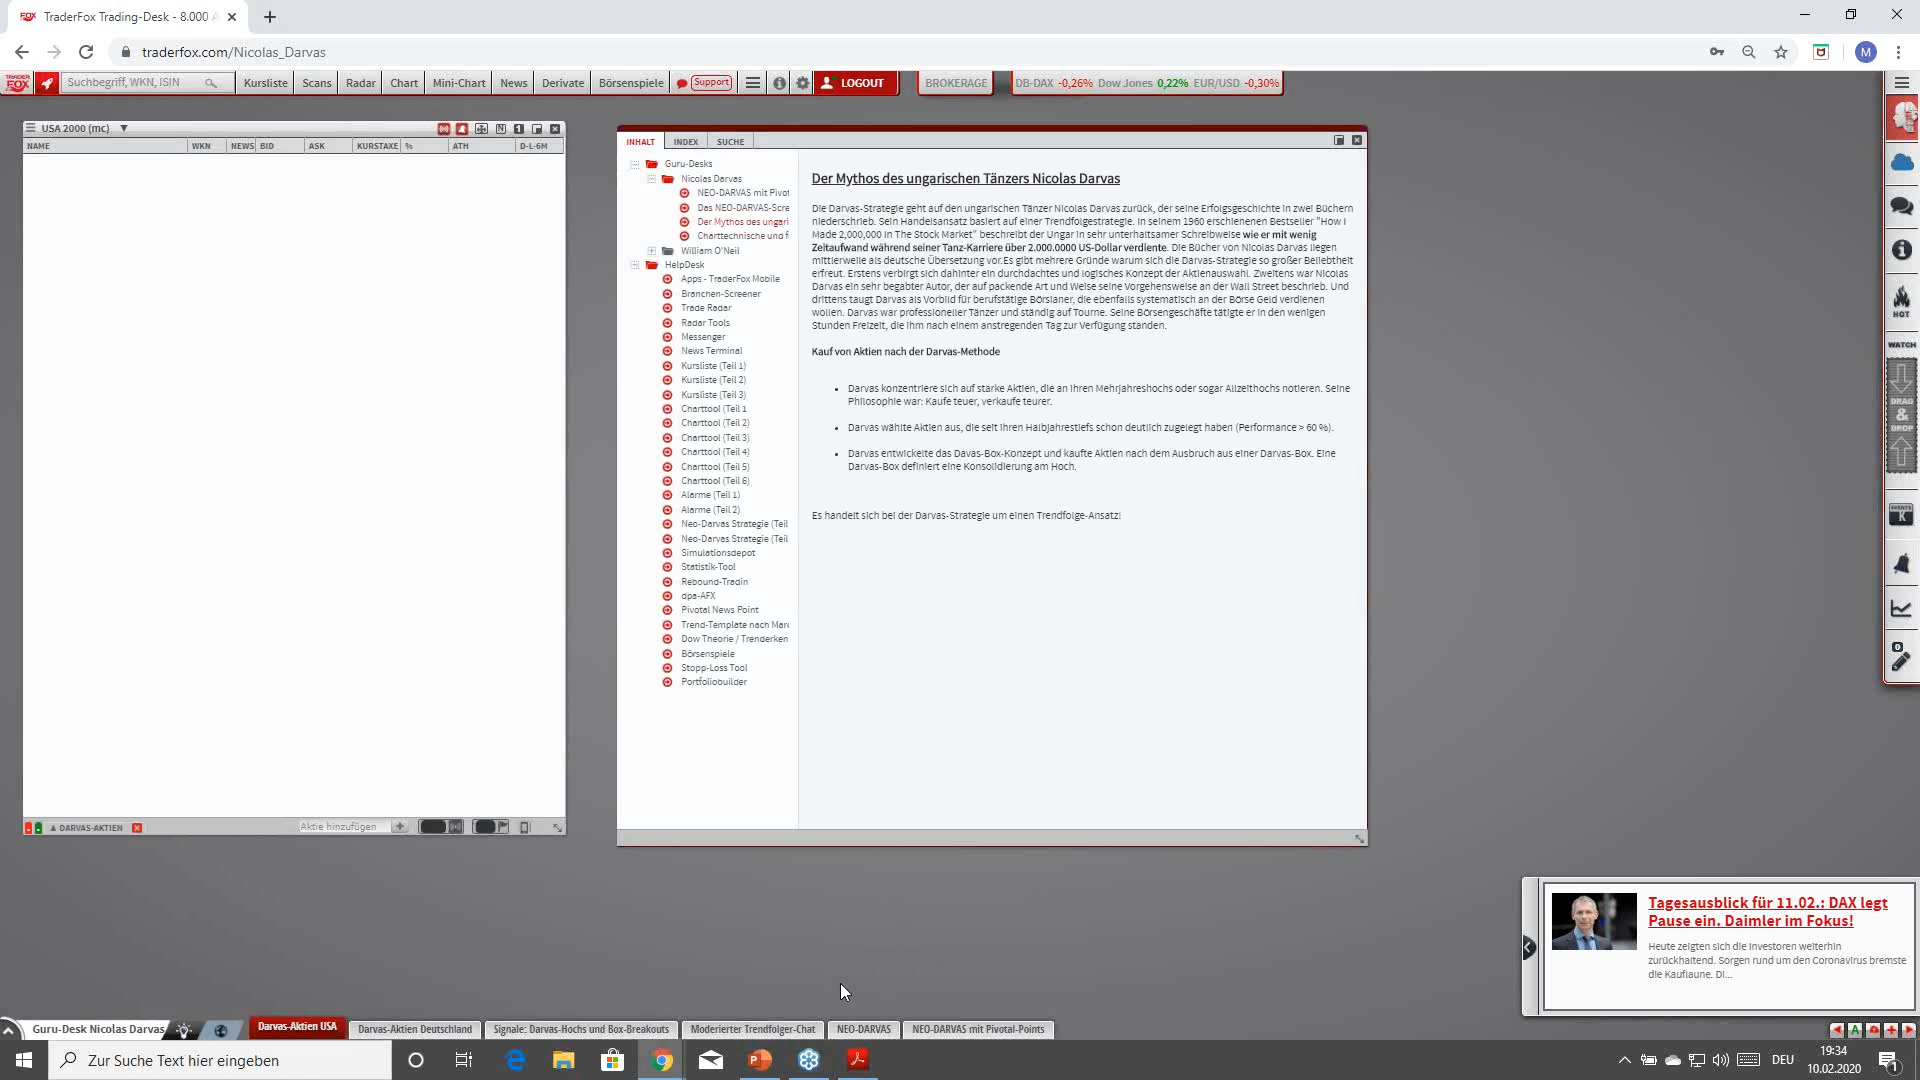 TraderFox Trading-Desk - 8.000
traderfox.com/Nicolas_Darvas
M
TRADER FOX
Suchbegriff, WKN, ISIN
Kursliste
Scans
Radar
Chart
Mini-Chart
News
Derivate
Börsenspiele
Support
LOGOUT
BROKERAGE
DB-DAX -0,26% Dow Jones 0,22% EUR/USD -0,30%
USA 2000 (mc)
N
1
NAME
WKN
NEWS
BID
ASK
KURSTAXE
%
ATH
D-L-6M
DARVAS-AKTIEN
Aktie hinzufügen
INHALT
INDEX
SUCHE
Guru-Desks
Nicolas Darvas
NEO-DARVAS mit Pivot
Das NEO-DARVAS-Scre
Der Mythos des ungari
Charttechnische und f
William O'Neil
HelpDesk
Apps - TraderFox Mobile
Branchen-Screener
Trade Radar
Radar Tools
Messenger
News Terminal
Kursliste (Teil 1)
Kursliste (Teil 2)
Kursliste (Teil 3)
Charttool (Teil 1
Charttool (Teil 2)
Charttool (Teil 3)
Charttool (Teil 4)
Charttool (Teil 5)
Charttool (Teil 6)
Alarme (Teil 1)
Alarme (Teil 2)
Neo-Darvas Strategie (Teil
Neo-Darvas Strategie (Teil
Simulationsdepot
Statistik-Tool
Rebound-Tradin
dpa-AFX
Pivotal News Point
Trend-Template nach Marc
Dow Theorie / Trenderken
Börsenspiele
Stopp-Loss Tool
Portfoliobuilder
Der Mythos des ungarischen Tänzers Nicolas Darvas
Die Darvas-Strategie geht auf den ungarischen Tänzer Nicolas Darvas zurück, der seine Erfolgsgeschichte in zwei Büchern
niederschrieb. Sein Handelsansatz basiert auf einer Trendfolgestrategie. In seinem 1960 erschienenen Bestseller "How I
Made 2,000,000 in The Stock Market" beschreibt der Ungar in sehr unterhaltsamer Schreibweise wie er mit wenig
Zeitaufwand während seiner Tanz-Karriere über 2.000.0000 US-Dollar verdiente. Die Bücher von Nicolas Darvas liegen
mittlerweile als deutsche Übersetzung vor.Es gibt mehrere Gründe warum sich die Darvas-Strategie so großer Beliebtheit
erfreut. Erstens verbirgt sich dahinter ein durchdachtes und logisches Konzept der Aktienauswahl. Zweitens war Nicolas
Darvas ein sehr begabter Autor, der auf packende Art und Weise seine Vorgehensweise an der Wall Street beschrieb. Und
drittens taugt Darvas als Vorbild für berufstätige Börsianer, die ebenfalls systematisch an der Börse Geld verdienen
wollen. Darvas war professioneller Tänzer und ständig auf Tourne. Seine Börsengeschäfte tätigte er in den wenigen
Stunden Freizeit, die ihm nach einem anstregenden Tag zur Verfügung standen.
Kauf von Aktien nach der Darvas-Methode
• Darvas konzentriere sich auf starke Aktien, die an ihren Mehrjahreshochs oder sogar Allzeithochs notieren. Seine
Philosophie war: Kaufe teuer, verkaufe teurer.
• Darvas wählte Aktien aus, die seit ihren Halbjahrestiefs schon deutlich zugelegt haben (Performance > 60 %).
• Darvas entwickelte das Davas-Box-Konzept und kaufte Aktien nach dem Ausbruch aus einer Darvas-Box. Eine
Darvas-Box definiert eine Konsolidierung am Hoch.
Es handelt sich bei der Darvas-Strategie um einen Trendfolge-Ansatz!
HOT
WATCH
DRAG
&
DROP
EVENTS
K
0
Tagesausblick für 11.02.: DAX legt
Pause ein. Daimler im Fokus!
Heute zeigten sich die Investoren weiterhin
zurückhaltend. Sorgen rund um den Coronavirus bremste
die Kauflaune. Di...
Guru-Desk Nicolas Darvas
Darvas-Aktien USA
Darvas-Aktien Deutschland
Signale: Darvas-Hochs und Box-Breakouts
Moderierter Trendfolger-Chat
NEO-DARVAS
NEO-DARVAS mit Pivotal-Points
A
Zur Suche Text hier eingeben
DEU
19:34
10.02.2020
1